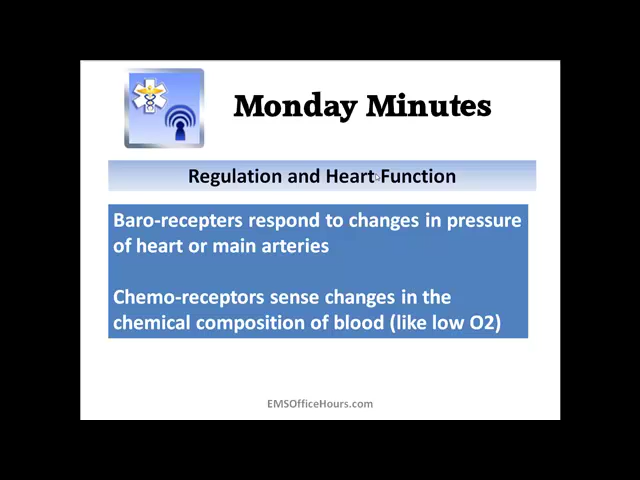 Monday Minutes
Regulation and Heart Function
Baro-recepters respond to changes in pressure
of heart or main arteries
Chemo-receptors sense changes in the
chemical composition of blood (like low O2)
EMSOfficeHours.com